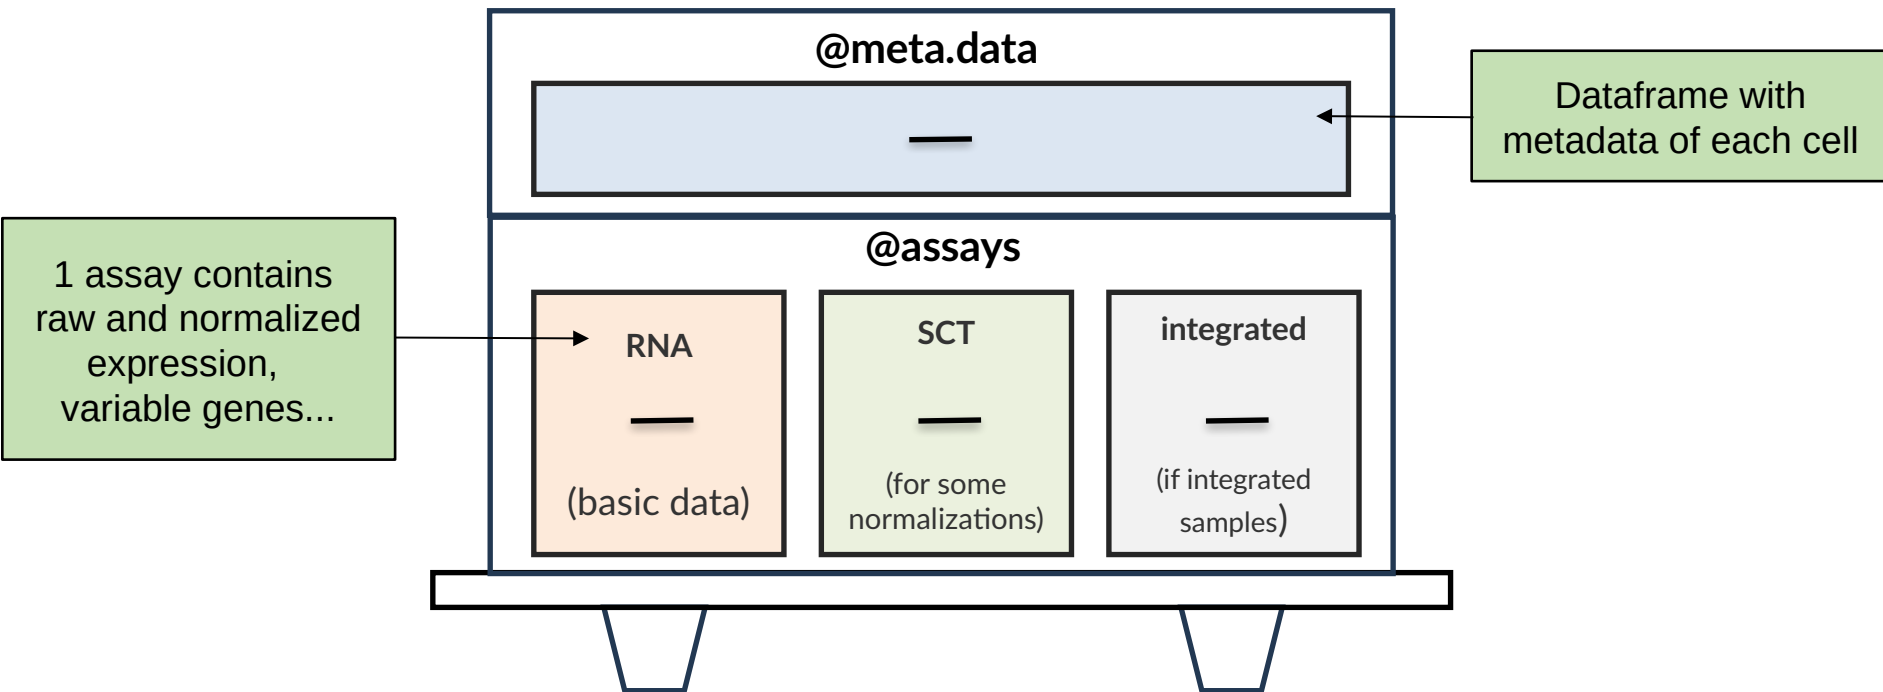 @meta.data
Dataframe with
metadata of each cell
@assays
1 assay contains
raw and normalized
expression,
variable genes...
RNA
(basic data)
SCT
(for some
normalizations)
integrated
(if integrated
samples)